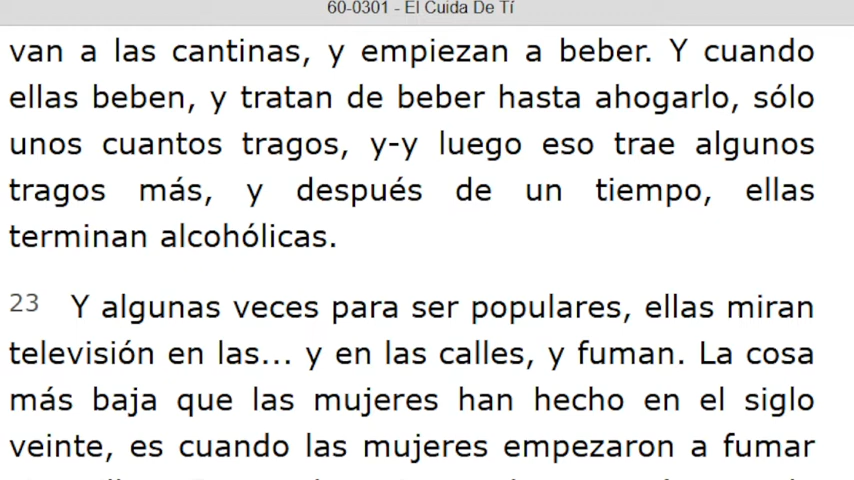 60-0301 - El Cuida De Tí
van a las cantinas, y empiezan a beber. Y cuando
ellas beben, y tratan de beber hasta ahogarlo, sólo
unos cuantos tragos, y-y luego eso trae algunos
tragos más, y después de un tiempo, ellas
terminan alcohólicas.
23 Y algunas veces para ser populares, ellas miran
televisión en las... y en las calles, y fuman. La cosa
más baja que las mujeres han hecho en el siglo
veinte, es cuando las mujeres empezaron a fumar